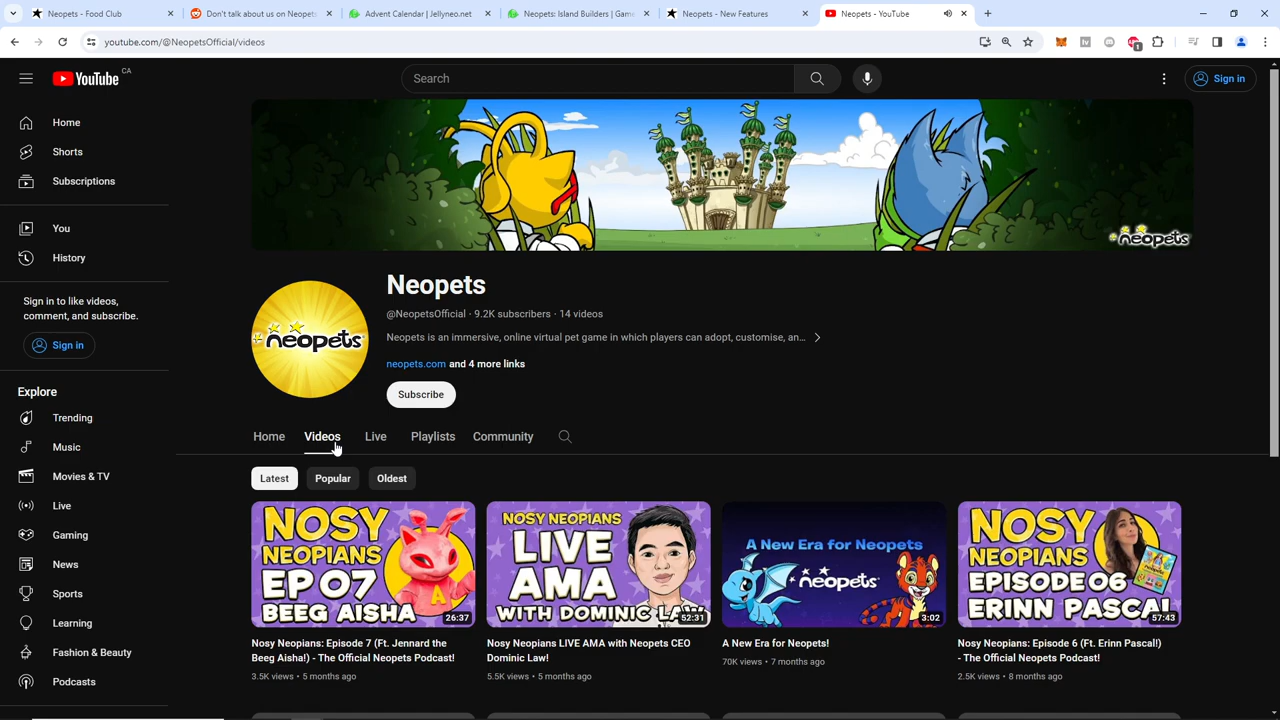 Neopets - Food Club
Don't talk about us on Neopets
Advent Calendar | Jellyneo.net
Neopets: Island Builders | Gam
Neopets - New Features
Neopets - YouTube
youtube.com/@NeopetsOfficial/videos
YouTube CA
Search
Sign in
Home
Shorts
Subscriptions
You
History
Sign in to like videos,
comment, and subscribe.
Sign in
Explore
Trending
Music
Movies & TV
Live
Gaming
News
Sports
Learning
Fashion & Beauty
Podcasts
neopets
neopets
Neopets
@NeopetsOfficial · 9.2K subscribers · 14 videos
Neopets is an immersive, online virtual pet game in which players can adopt, customise, an...
neopets.com and 4 more links
Subscribe
Home Videos Live Playlists Community
Latest Popular Oldest
NOSY
NEOPIANS
EP 07
BEEG AISHA
A
26:37
Nosy Neopians: Episode 7 (Ft. Jennard the
Beeg Aisha!) - The Official Neopets Podcast!
3.5K views · 5 months ago
NOSY NEOPIANS
LIVE
AMA
WITH DOMINIC LAW
52:31
Nosy Neopians LIVE AMA with Neopets CEO
Dominic Law!
5.5K views · 5 months ago
A New Era for Neopets!
neopets
3:02
A New Era for Neopets!
70K views · 7 months ago
NOSY
NEOPIANS
EPISODE 06
ERINN PASCAL
57:43
Nosy Neopians: Episode 6 (Ft. Erinn Pascal!)
- The Official Neopets Podcast!
2.5K views · 8 months ago